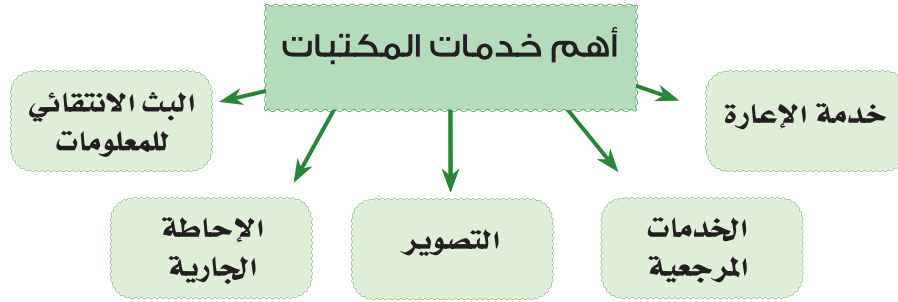 أهم خدمات المكتبات
خدمة الإعارة
الخدمات
المرجعية
التصوير
الإحاطة
الجارية
البث الانتقائي
للمعلومات